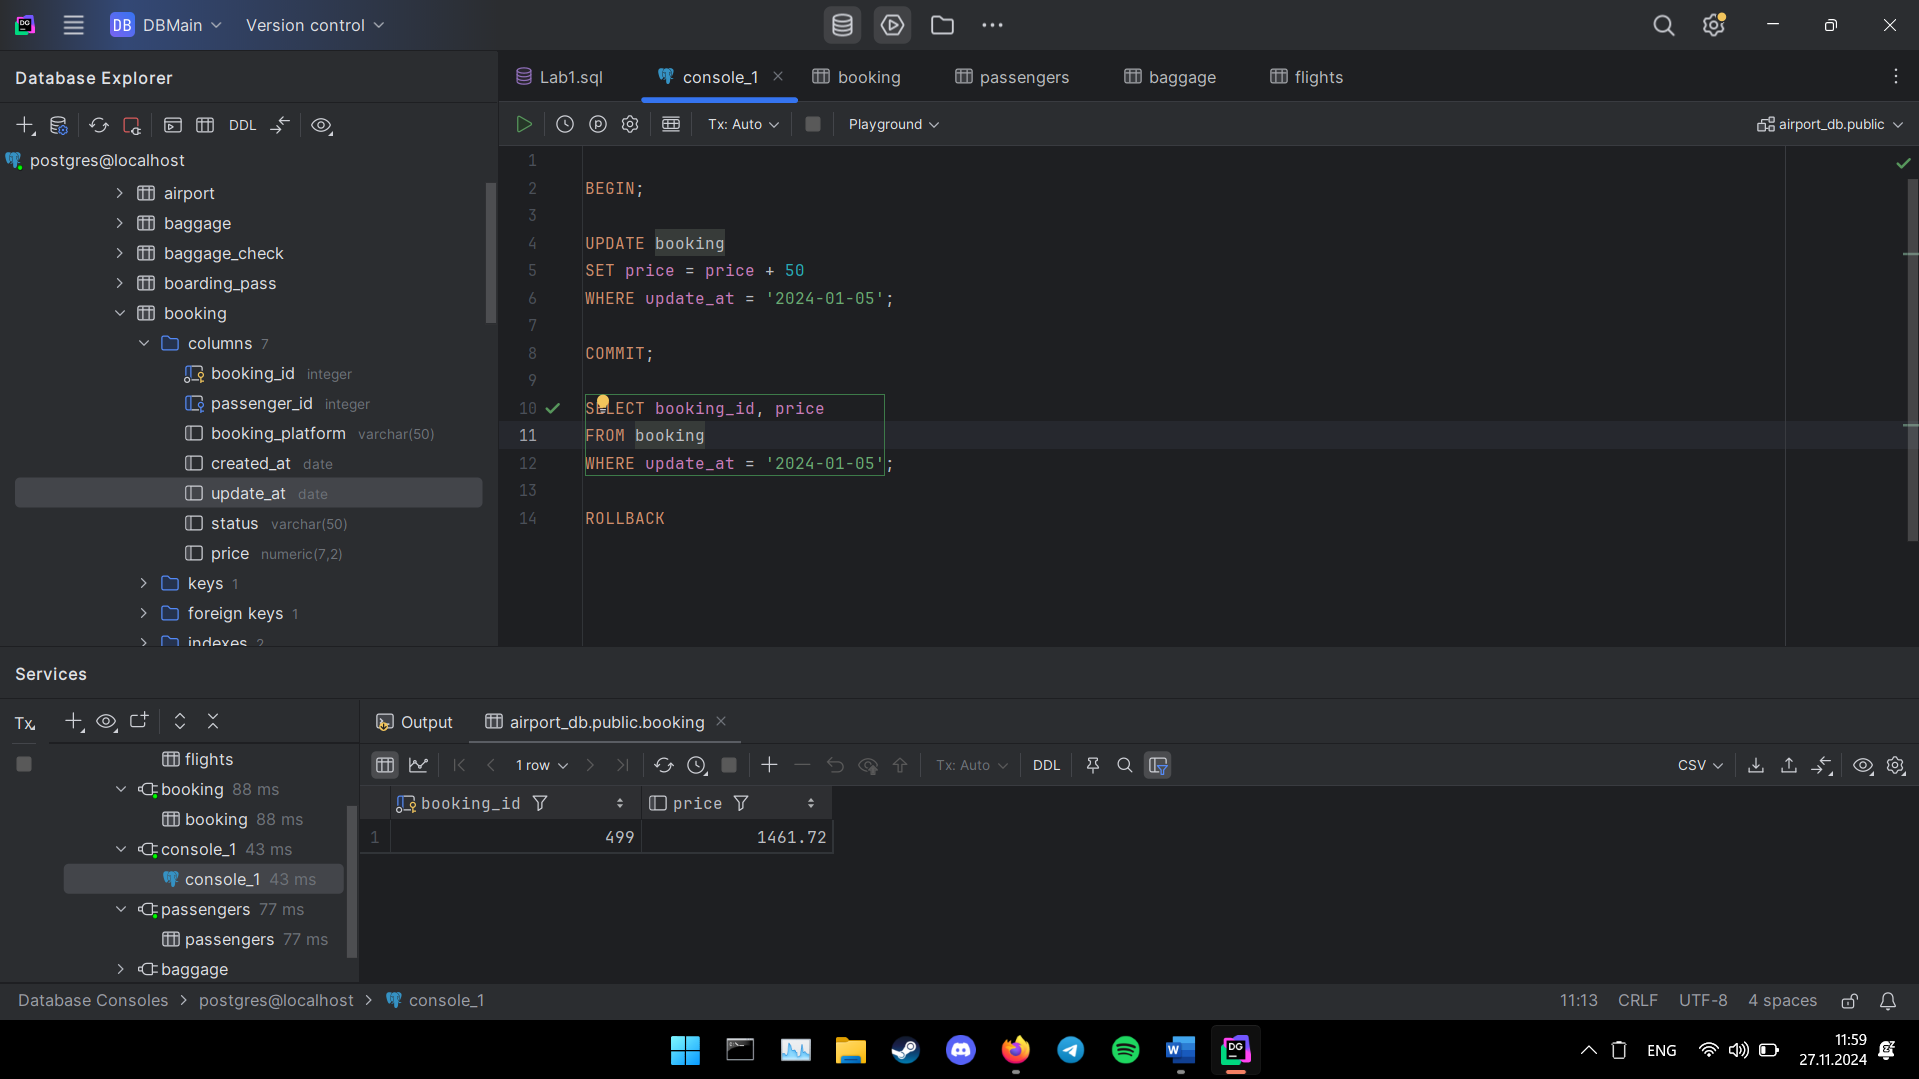 DB DBMain Version control
Database Explorer
DDL
postgres@localhost
airport
baggage
baggage_check
boarding_pass
booking
columns 7
booking_id integer
passenger_id integer
booking_platform varchar(50)
created_at date
update_at date
status varchar(50)
price numeric(7,2)
keys 1
foreign keys 1
indexes 2
Lab1.sql console_1 booking passengers baggage flights
Tx: Auto Playground airport_db.public
1
2 BEGIN;
3
4 UPDATE booking
5 SET price = price + 50
6 WHERE update_at = '2024-01-05';
7
8 COMMIT;
9
10 SELECT booking_id, price
11 FROM booking
12 WHERE update_at = '2024-01-05';
13
14 ROLLBACK
Services
Tx
flights
booking 88 ms
booking 88 ms
console_1 43 ms
console_1 43 ms
passengers 77 ms
passengers 77 ms
baggage
Output airport_db.public.booking
1 row Tx: Auto DDL CSV
booking_id price
1 499 1461.72
Database Consoles > postgres@localhost > console_1
11:13 CRLF UTF-8 4 spaces
DG
ENG
11:59
27.11.2024